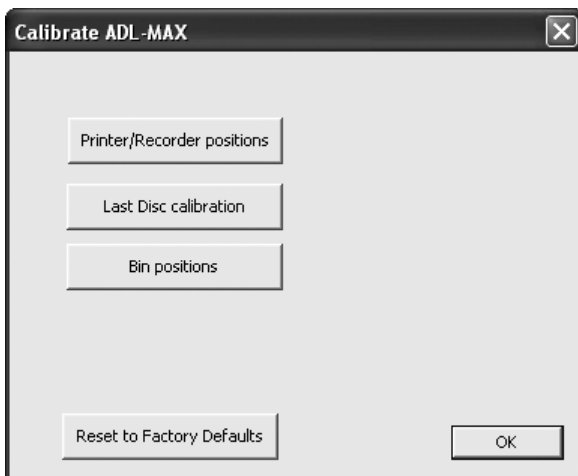 Calibrate ADL-MAX
Printer/Recorder positions
Last Disc calibration
Bin positions
Reset to Factory Defaults
OK